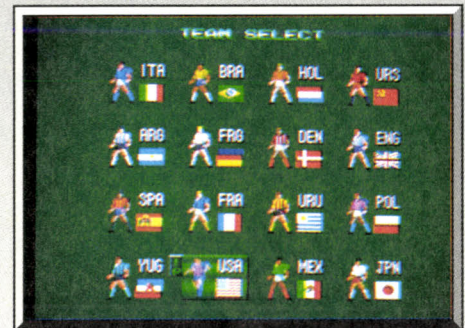 TEAM SELECT
ITA BRA HOL URS
ARG FRG DEN ENG
SPA FRA URU POL
YUG USA MEX JPN